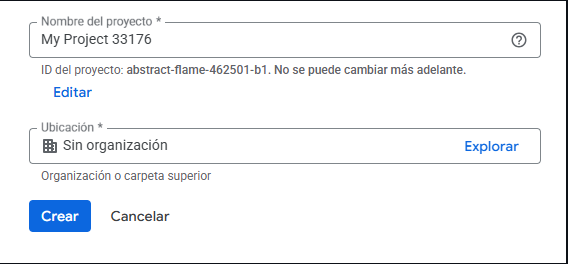 Nombre del proyecto *
My Project 33176
ID del proyecto: abstract-flame-462501-b1. No se puede cambiar más adelante.
Editar
Ubicación *
Sin organización Explorar
Organización o carpeta superior
Crear Cancelar